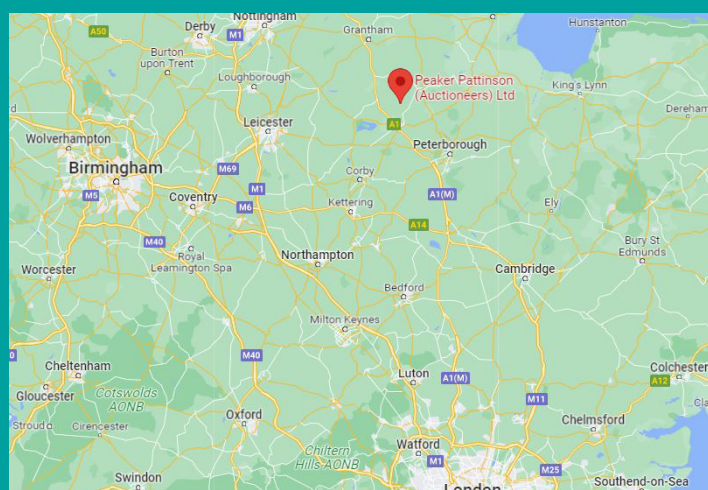 Nottingham
Hunstanton
A50
Derby
M1
Grantham
Burton
upon Trent
Loughborough
Peaker Pattinson
(Auctioneers) Ltd
King's Lynn
Dereham
Wolverhampton
Leicester
A1
Peterborough
Birmingham
M69
Corby
M5
Coventry
M1
M6
Kettering
A1(M)
Ely
A14
M40
Royal
Leamington Spa
Northampton
Bury St
Edmunds
Worcester
Cambridge
Bedford
Milton Keynes
M40
Cheltenham
Luton
A1(M)
Colchester
A12
Gloucester
Cotswolds
AONB
M11
Stroud
Cirencester
Oxford
Chelmsford
Chiltern
Hills AONB
Watford
M1
M25
Swindon
London
Southend-on-Sea